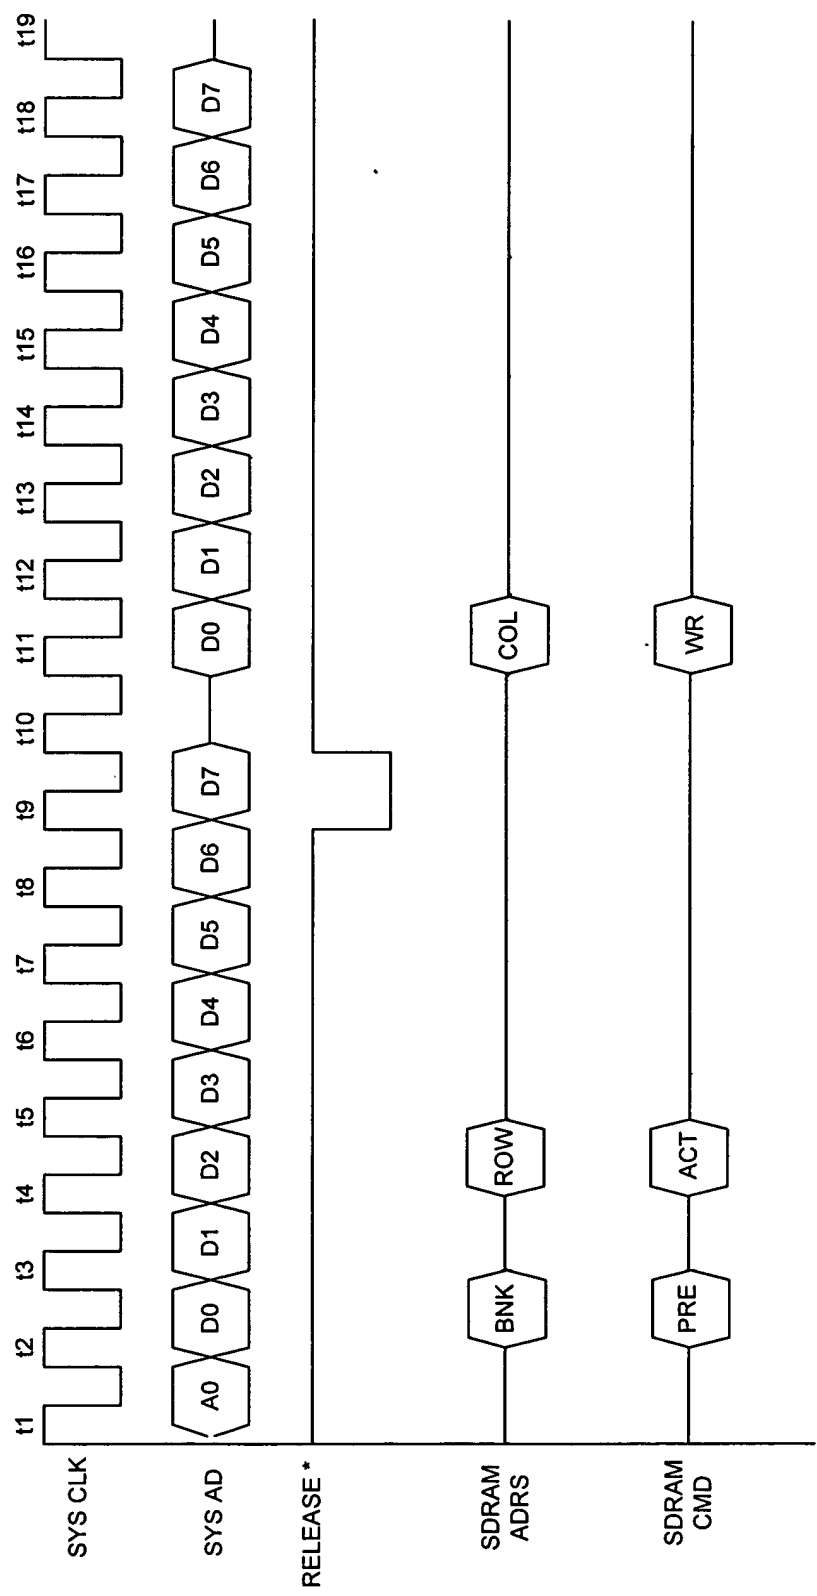 t1 t2 t3 t4 t5 t6 t7 t8 t9 t10 t11 t12 t13 t14 t15 t16 t17 t18 t19
SYS CLK
SYS AD A0 D0 D1 D2 D3 D4 D5 D6 D7 D0 D1 D2 D3 D4 D5 D6 D7
RELEASE *
SDRAM
ADRS
BNK ROW COL
SDRAM
CMD
PRE ACT WR